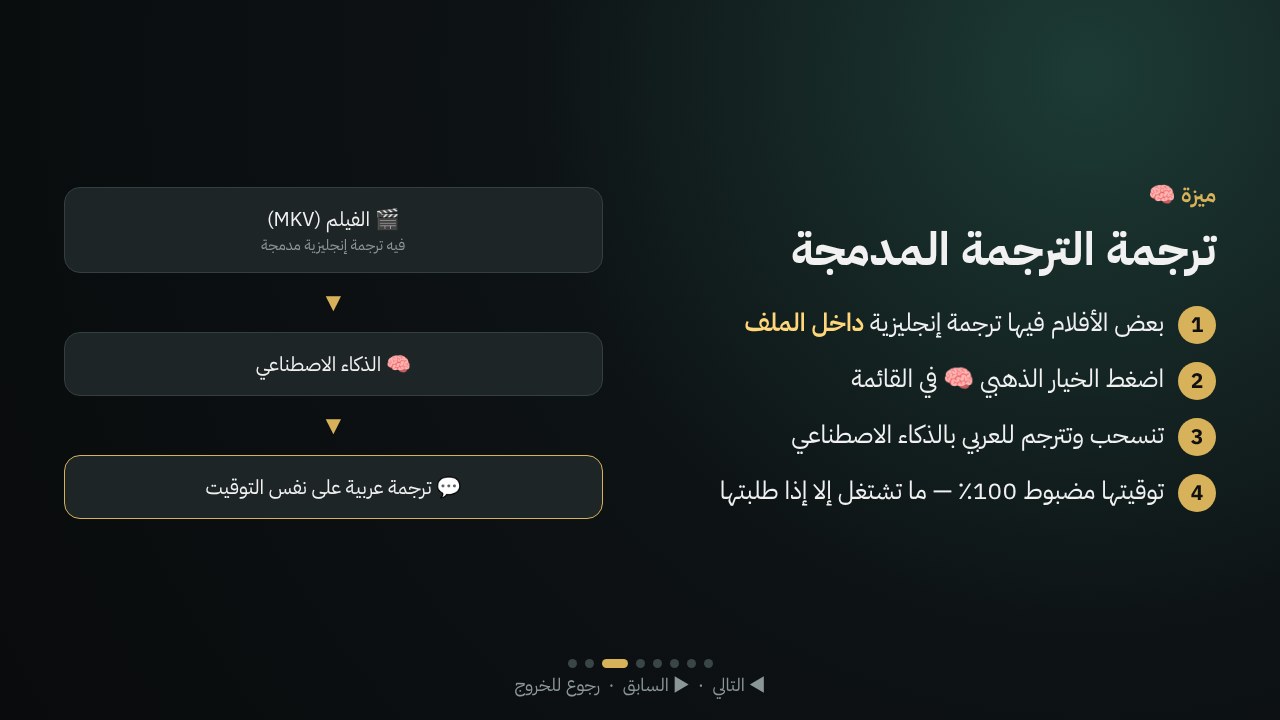 ميزة 🧠
ترجمة الترجمة المدمجة
1 بعض الأفلام فيها ترجمة إنجليزية داخل الملف
2 اضغط الخيار الذهبي 🧠 في القائمة
3 تنسحب وتترجم للعربي بالذكاء الاصطناعي
4 توقيتها مضبوط 100٪ — ما تشتغل إلا إذا طلبتها
🎬 الفيلم (MKV)
فيه ترجمة إنجليزية مدمجة
▼
🧠 الذكاء الاصطناعي
▼
💬 ترجمة عربية على نفس التوقيت
◀ التالي · ▶ السابق · رجوع للخروج